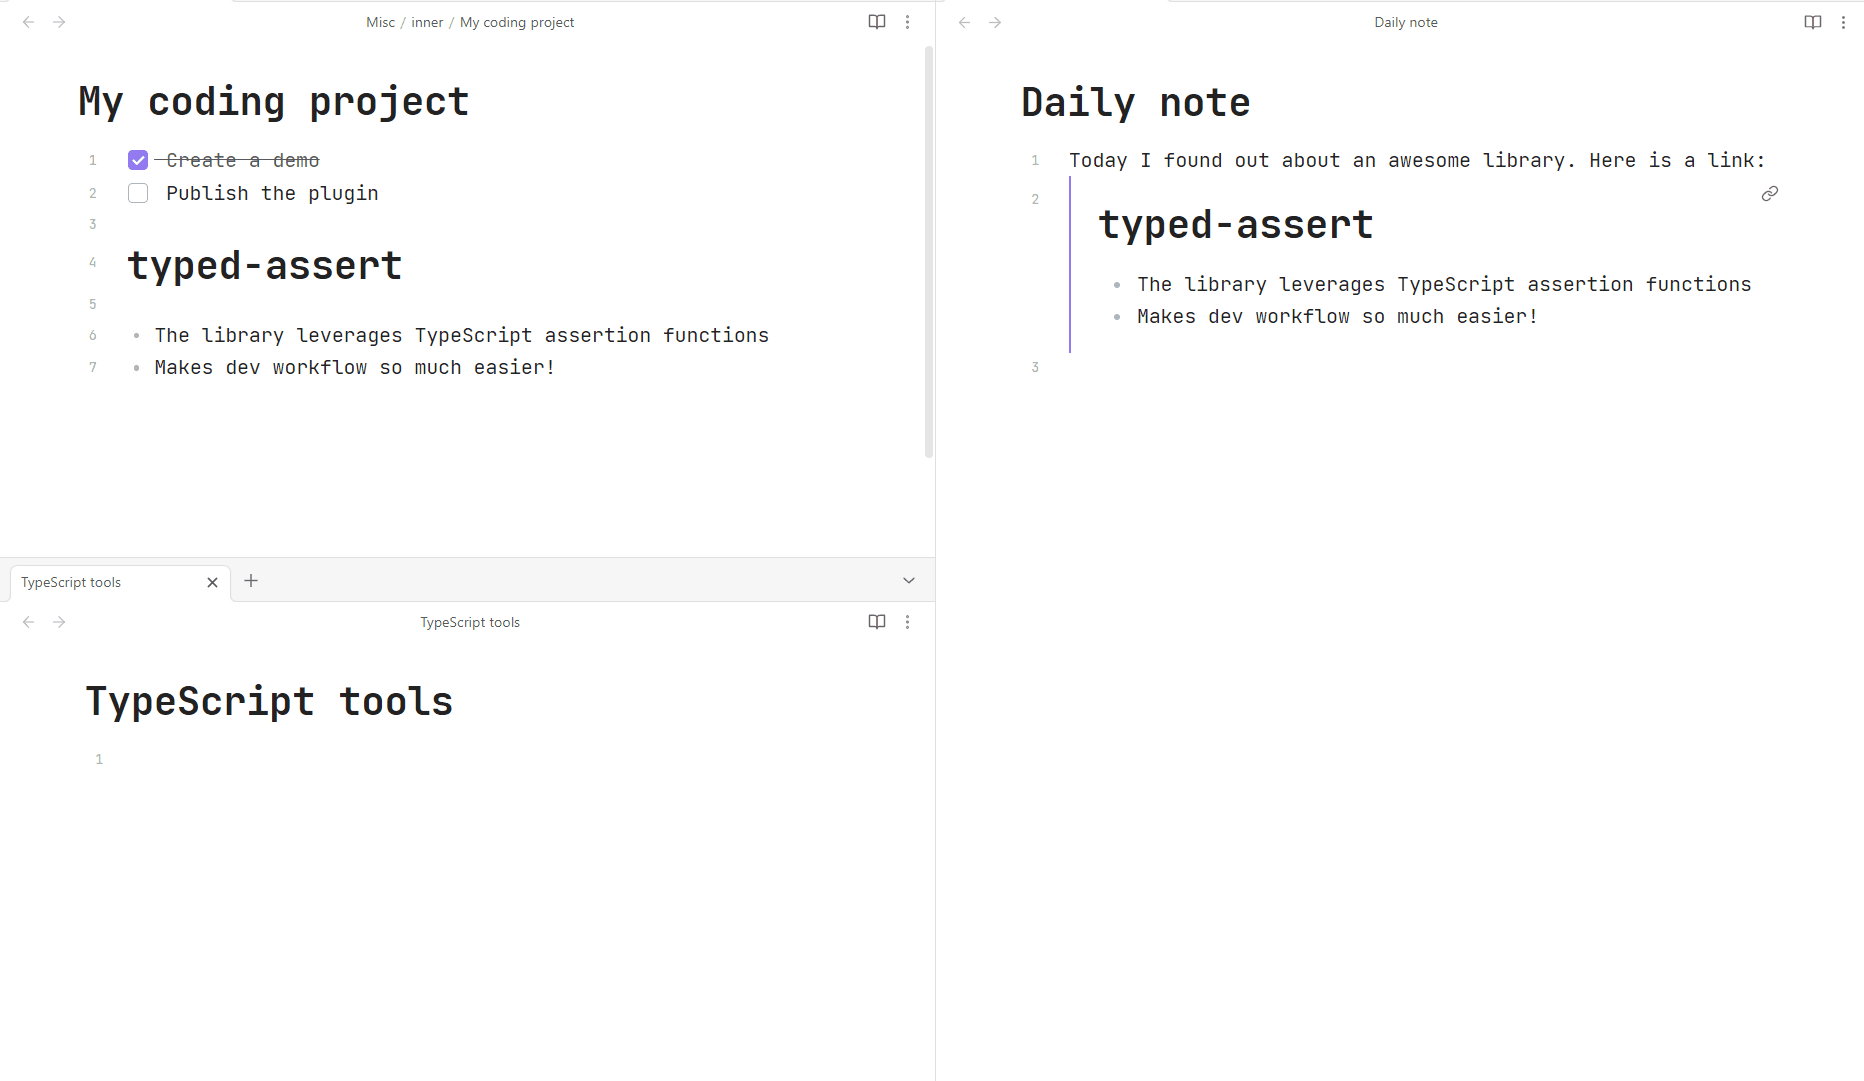 Misc / inner / My coding project
My coding project
1 Create a demo
2 Publish the plugin
3
4 typed-assert
5
6 • The library leverages TypeScript assertion functions
7 • Makes dev workflow so much easier!
TypeScript tools
TypeScript tools
TypeScript tools
1
Daily note
Daily note
1 Today I found out about an awesome library. Here is a link:
2 typed-assert
• The library leverages TypeScript assertion functions
• Makes dev workflow so much easier!
3